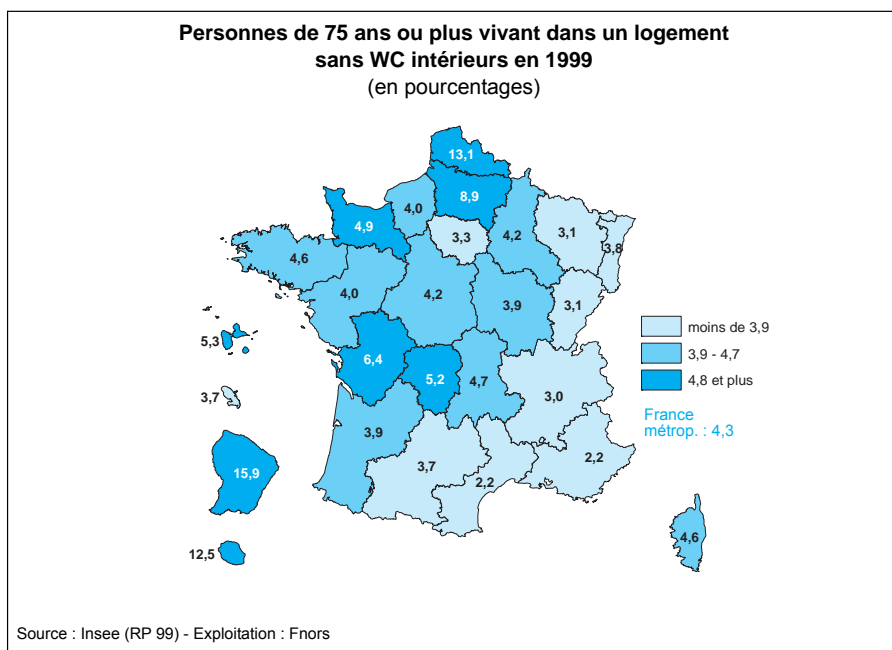 Personnes de 75 ans ou plus vivant dans un logement
sans WC intérieurs en 1999
(en pourcentages)
13,1
8,9
4,0
4,9
3,3
4,2
3,1
3,8
4,6
4,0
4,2
3,9
3,1
moins de 3,9
3,9 - 4,7
4,8 et plus
France
métrop. : 4,3
5,3
6,4
5,2
4,7
3,0
3,7
3,9
3,7
2,2
2,2
15,9
12,5
4,6
Source : Insee (RP 99) - Exploitation : Fnors